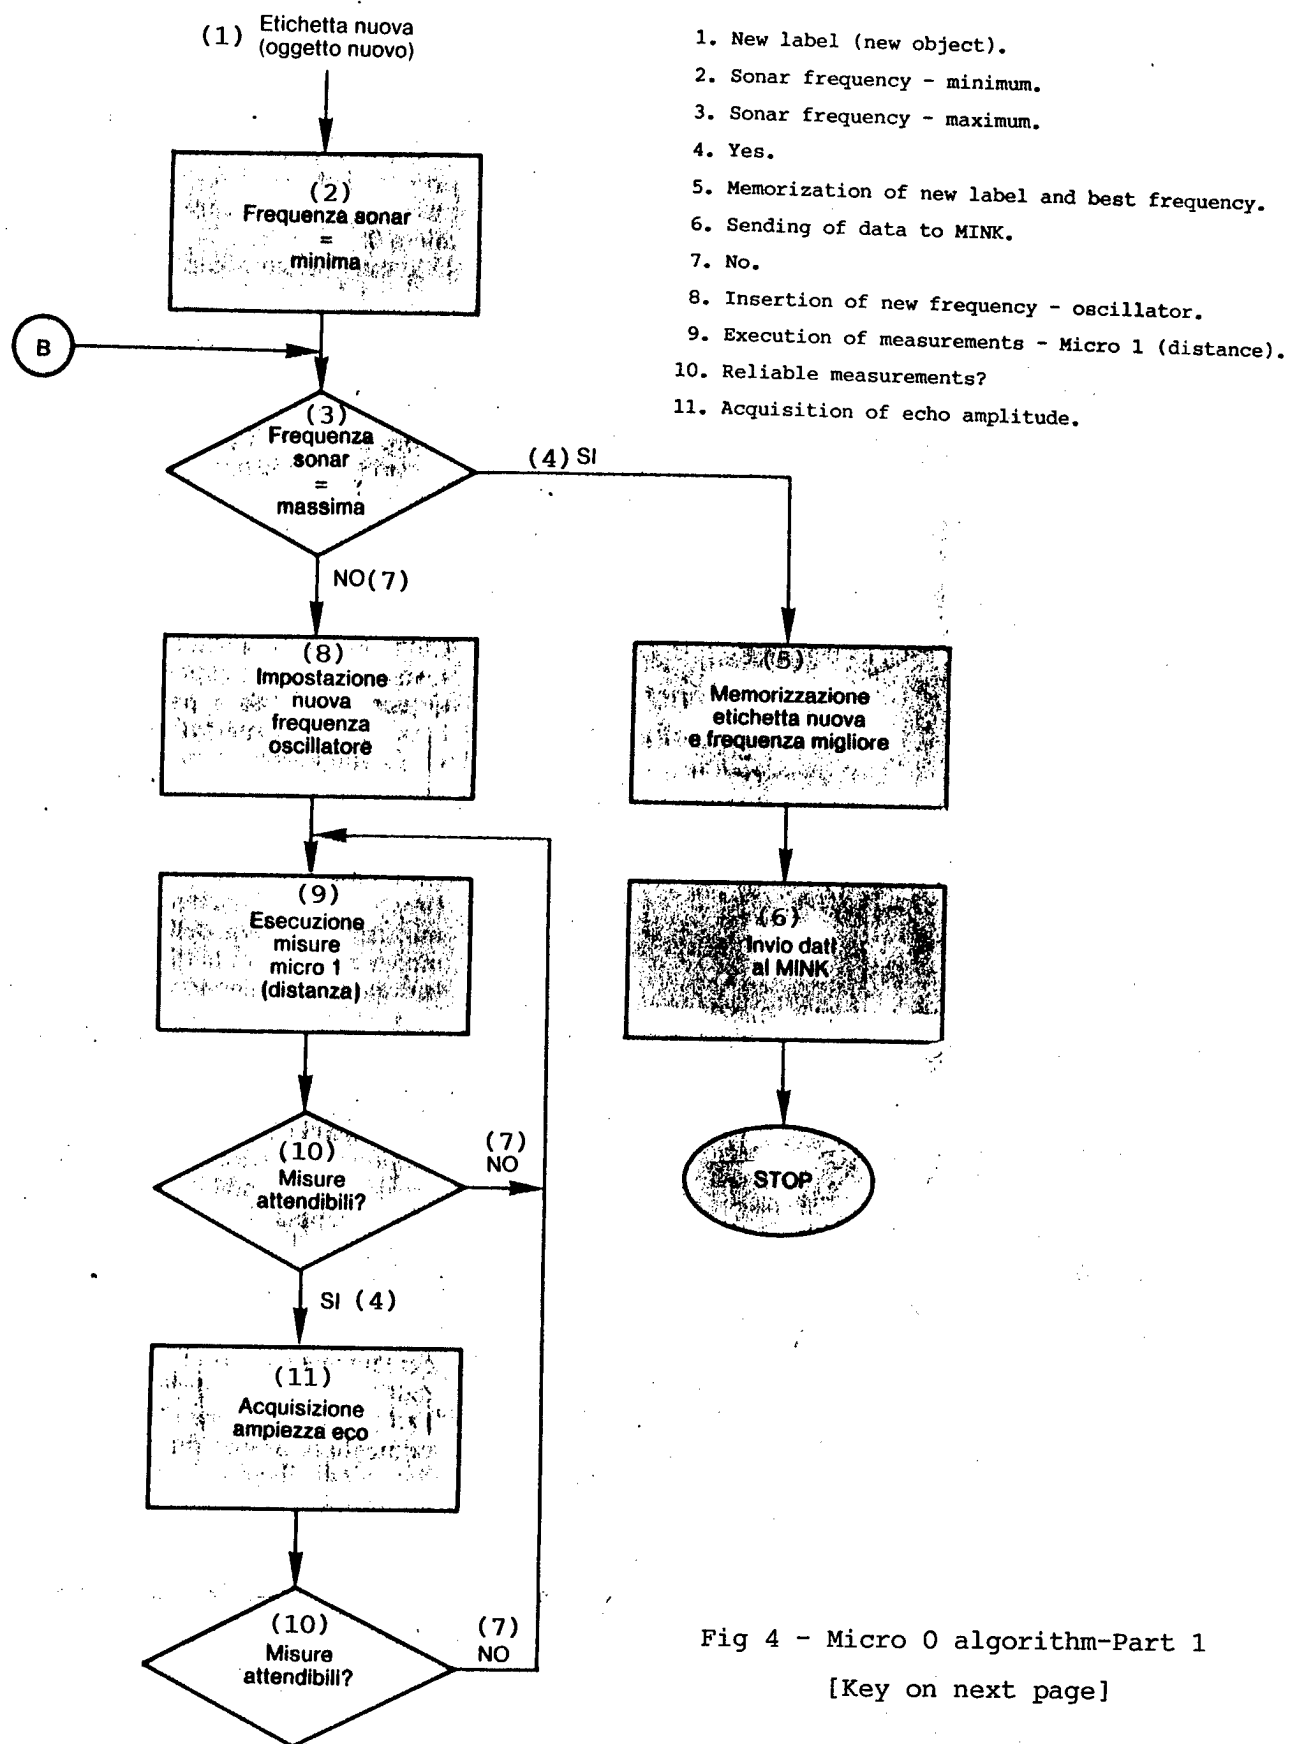 (1) Etichetta nuova
(oggetto nuovo)
1. New label (new object).
2. Sonar frequency - minimum.
3. Sonar frequency - maximum.
4. Yes.
5. Memorization of new label and best frequency.
6. Sending of data to MINK.
7. No.
8. Insertion of new frequency - oscillator.
9. Execution of measurements - Micro 1 (distance).
10. Reliable measurements?
11. Acquisition of echo amplitude.
(2)
Frequenza sonar
=
minima
B
(3)
Frequenza
sonar
=
massima
(4) SI
NO(7)
(8)
Impostazione
nuova
frequenza
oscillatore
(5)
Memorizzazione
etichetta nuova
e frequenza migliore
(9)
Esecuzione
misure
micro 1
(distanza)
(6)
Invio dati
al MINK
(10)
Misure
attendibili?
(7)
NO
STOP
SI (4)
(11)
Acquisizione
ampiezza eco
(10)
Misure
attendibili?
(7)
NO
Fig 4 - Micro O algorithm-Part 1
[Key on next page]